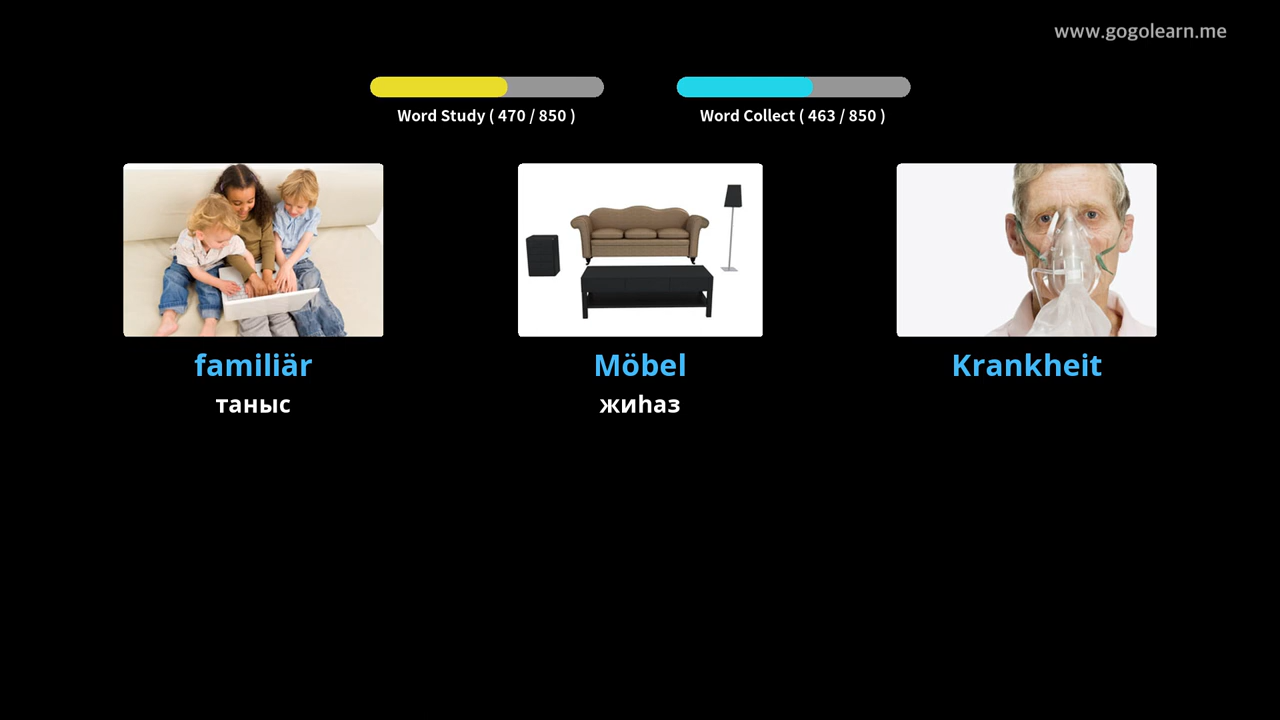 www.gogolearn.me
Word Study ( 470 / 850 )
Word Collect ( 463 / 850 )
familiär
Möbel
Krankheit
таныс
жиһаз